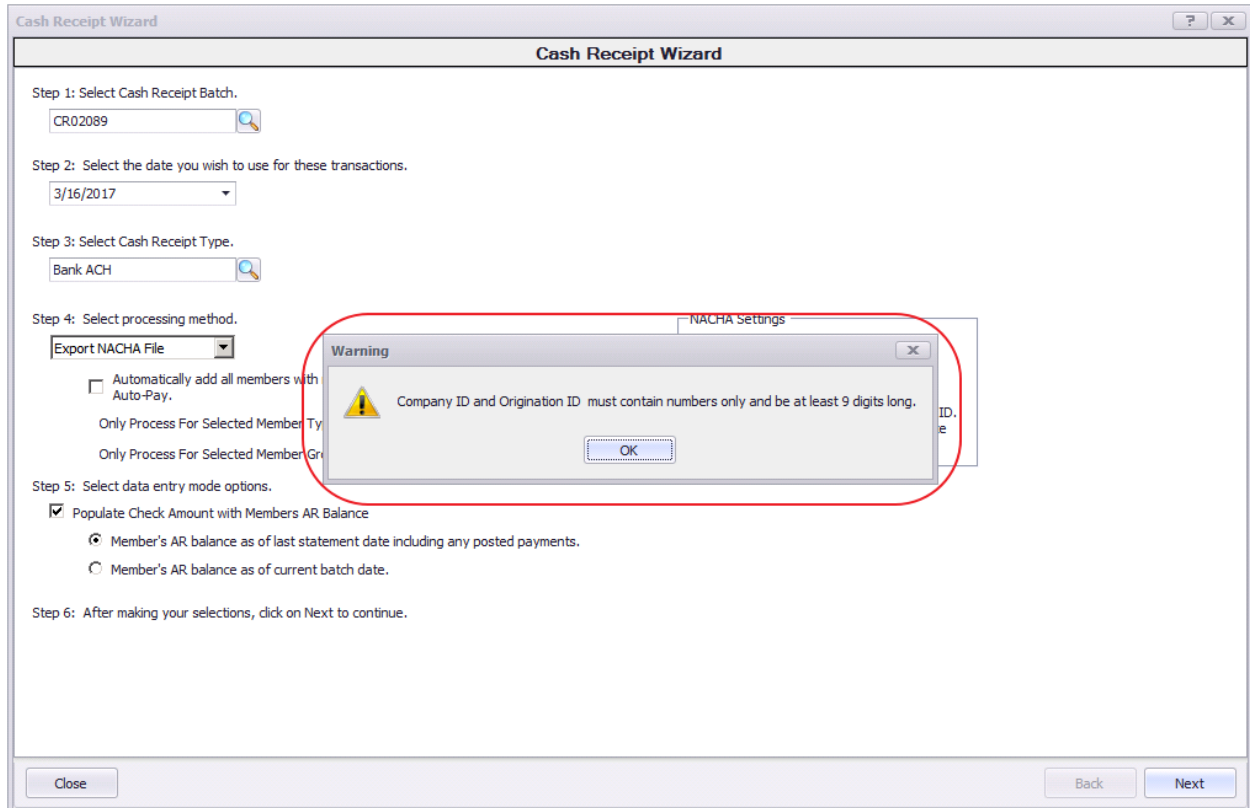 Cash Receipt Wizard
? x
Cash Receipt Wizard
Step 1: Select Cash Receipt Batch.
CR02089
Step 2: Select the date you wish to use for these transactions.
3/16/2017
Step 3: Select Cash Receipt Type.
Bank ACH
Step 4: Select processing method.
NACHA Settings
Export NACHA File
Warning
x
Automatically add all members with
Auto-Pay.
Company ID and Origination ID must contain numbers only and be at least 9 digits long.
ID.
Only Process For Selected Member Ty
OK
Only Process For Selected Member Gr
Step 5: Select data entry mode options.
Populate Check Amount with Members AR Balance
Member's AR balance as of last statement date including any posted payments.
Member's AR balance as of current batch date.
Step 6: After making your selections, click on Next to continue.
Close
Back
Next